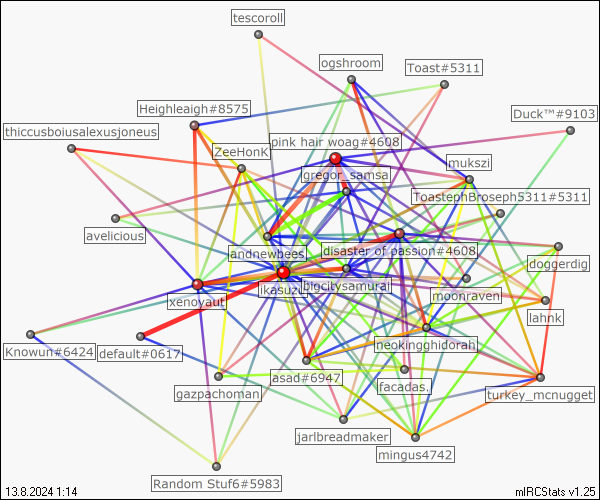 tescoroll
ogshroom
Toast#5311
Heighleaigh#8575
Duck™#9103
thiccusboiusalexusjoneus
pink hair woag#4608
ZeeHonK
mukszi
gregor_samsa
ToastephBroseph5311#5311
avelicious
andnewbees
disaster of passion#4608
doggerdig
ikasuzu
bigcitysamurai
moonraven
xenoyaut
lahnk
neokingghidorah
Knowun#6424
default#0617
asad#6947
facadas.
gazpachoman
turkey_mcnugget
jarlbreadmaker
mingus4742
Random Stuf6#5983
13.8.2024 1:14
mIRCStats v1.25